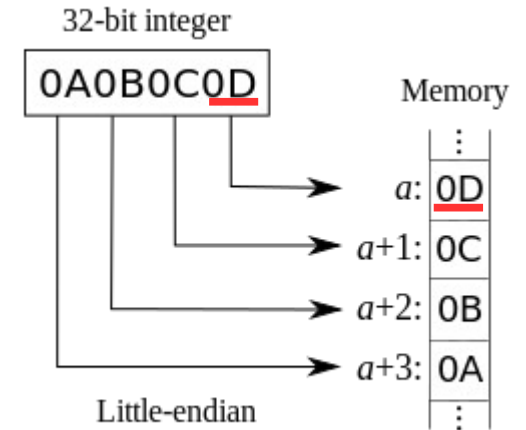 32-bit integer
0A0B0C0D
Memory
⋮
a: 0D
a+1: 0C
a+2: 0B
a+3: 0A
⋮
Little-endian